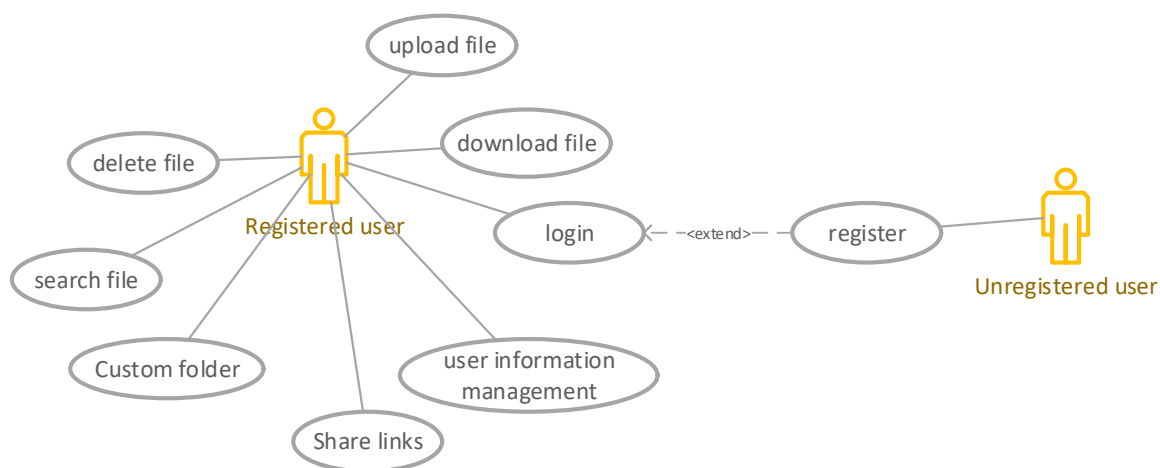 upload file
download file
delete file
Registered user
login
<extend>
register
Unregistered user
search file
Custom folder
user information
management
Share links